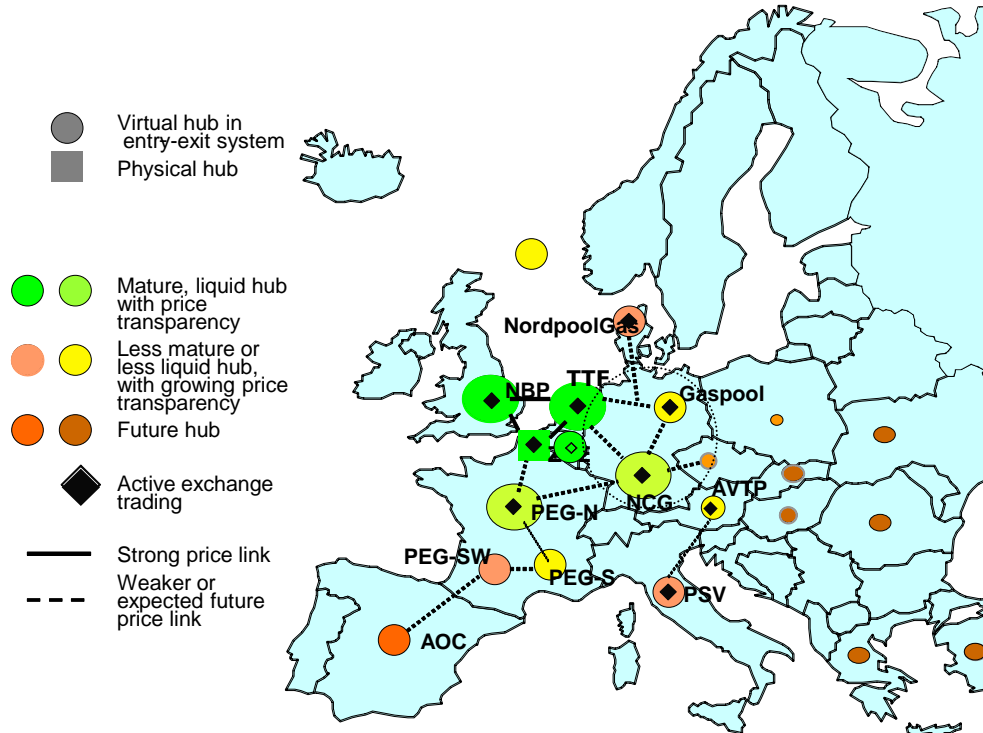 Virtual hub in
entry-exit system
Physical hub
Mature, liquid hub
with price
transparency
Less mature or
less liquid hub,
with growing price
transparency
Future hub
Active exchange
trading
Strong price link
Weaker or
expected future
price link
NordpoolGas
NBP
TTF
Gaspool
NCG
AVTP
PEG-N
PEG-SW
PEG-S
PSV
AOC